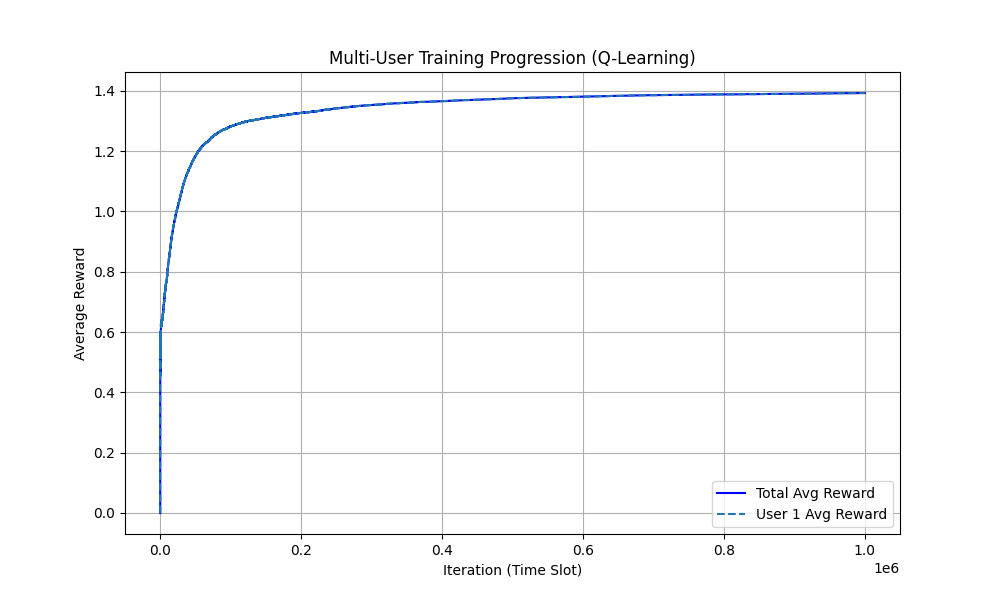 Multi-User Training Progression (Q-Learning)
Average Reward
1.4
1.2
1.0
0.8
0.6
0.4
0.2
0.0
Total Avg Reward
User 1 Avg Reward
0.0 0.2 0.4 0.6 0.8 1.0
1e6
Iteration (Time Slot)